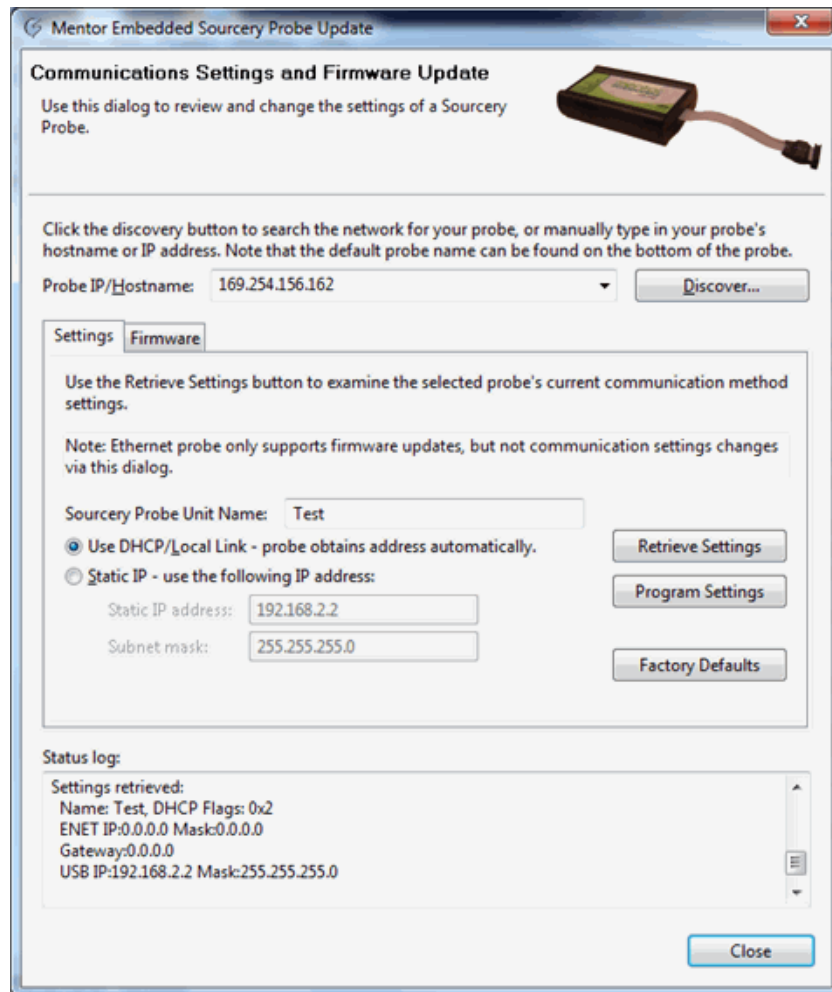 Mentor Embedded Sourcery Probe Update
Communications Settings and Firmware Update
Use this dialog to review and change the settings of a Sourcery
Probe.
Click the discovery button to search the network for your probe, or manually type in your probe's
hostname or IP address. Note that the default probe name can be found on the bottom of the probe.
Probe IP/Hostname: 169.254.156.162 Discover...
Settings Firmware
Use the Retrieve Settings button to examine the selected probe's current communication method
settings.
Note: Ethernet probe only supports firmware updates, but not communication settings changes
via this dialog.
Sourcery Probe Unit Name: Test
Use DHCP/Local Link - probe obtains address automatically. Retrieve Settings
Static IP - use the following IP address: Program Settings
Static IP address: 192.168.2.2
Subnet mask: 255.255.255.0
Factory Defaults
Status log:
Settings retrieved:
Name: Test, DHCP Flags: 0x2
ENET IP:0.0.0.0 Mask:0.0.0.0
Gateway:0.0.0.0
USB IP:192.168.2.2 Mask:255.255.255.0
Close